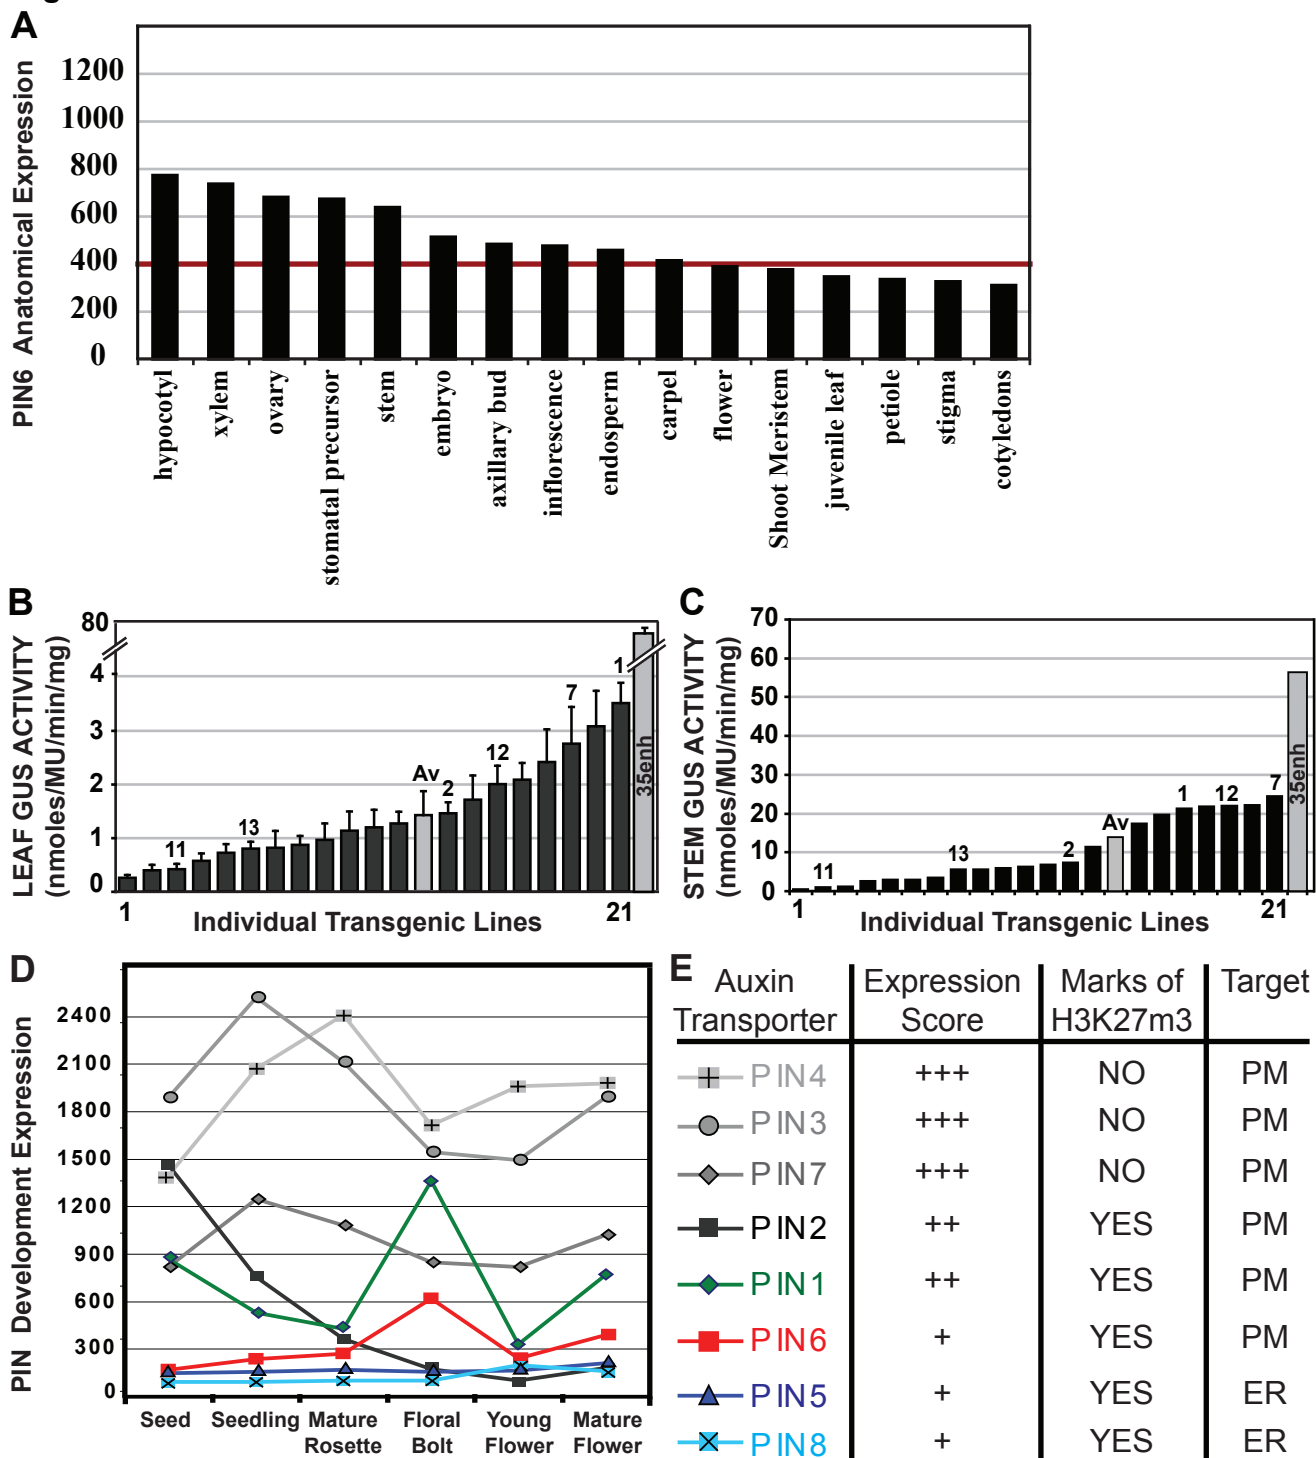 A
PIN6 Anatomical Expression
1200
1000
800
600
400
200
0
hypocotyl
xylem
ovary
stomatal precursor
stem
embryo
axillary bud
inflorescence
endosperm
carpel
flower
Shoot Meristem
juvenile leaf
petiole
stigma
cotyledons
B
LEAF GUS ACTIVITY
(nmoles/MU/min/mg)
80
4
3
2
1
0
11
13
Av
2
12
7
1
35enh
1
21
Individual Transgenic Lines
C
STEM GUS ACTIVITY
(nmoles/MU/min/mg)
70
60
50
40
30
20
10
0
11
13
2
Av
1
12
7
35enh
1
21
Individual Transgenic Lines
D
PIN Development Expression
2400
2100
1800
1500
1200
900
600
300
0
Seed
Seedling
Mature Rosette
Floral Bolt
Young Flower
Mature Flower
E
Auxin Transporter
Expression Score
Marks of H3K27m3
Target
PIN4 +++ NO PM
PIN3 +++ NO PM
PIN7 +++ NO PM
PIN2 ++ YES PM
PIN1 ++ YES PM
PIN6 + YES PM
PIN5 + YES ER
PIN8 + YES ER